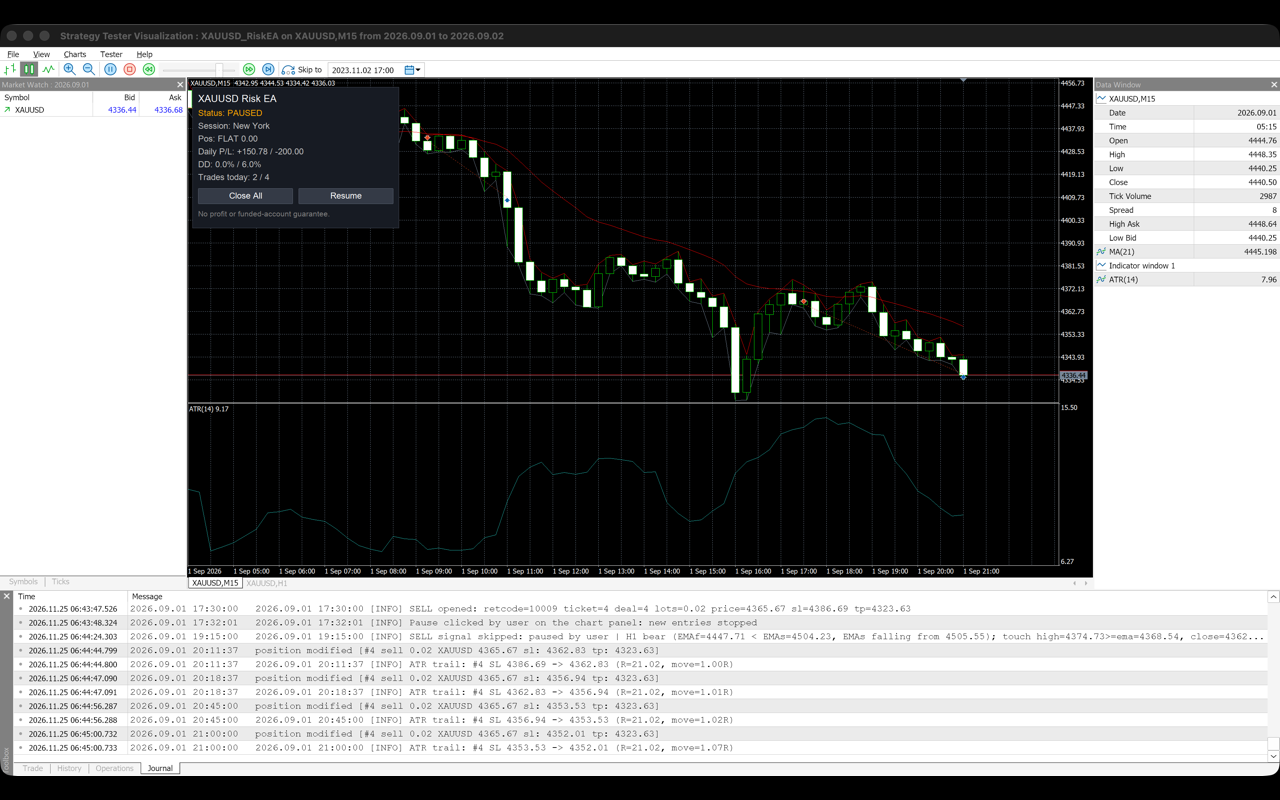 Strategy Tester Visualization : XAUUSD_RiskEA on XAUUSD,M15 from 2026.09.01 to 2026.09.02
File View Charts Tester Help
Skip to 2023.11.02 17:00
Market Watch : 2026.09.01
Symbol Bid Ask
XAUUSD 4336.44 4336.68
Symbols Ticks
XAUUSD,M15 4342.95 4344.53 4334.42 4336.03
XAUUSD Risk EA
Status: PAUSED
Session: New York
Pos: FLAT 0.00
Daily P/L: +150.78 / -200.00
DD: 0.0% / 6.0%
Trades today: 2 / 4
Close All Resume
No profit or funded-account guarantee.
4456.73
4447.33
4437.93
4428.53
4419.13
4409.73
4400.33
4390.93
4381.53
4372.13
4362.73
4353.33
4343.93
4336.44
4334.53
ATR(14) 9.17
15.50
6.27
1 Sep 2026 1 Sep 05:00 1 Sep 06:00 1 Sep 07:00 1 Sep 08:00 1 Sep 09:00 1 Sep 10:00 1 Sep 11:00 1 Sep 12:00 1 Sep 13:00 1 Sep 14:00 1 Sep 15:00 1 Sep 16:00 1 Sep 17:00 1 Sep 18:00 1 Sep 19:00 1 Sep 20:00 1 Sep 21:00
XAUUSD,M15 XAUUSD,H1
Data Window
XAUUSD,M15
Date 2026.09.01
Time 05:15
Open 4444.76
High 4448.35
Low 4440.25
Close 4440.50
Tick Volume 2987
Spread 8
High Ask 4448.64
Low Bid 4440.25
MA(21) 4445.198
Indicator window 1
ATR(14) 7.96
Time Message
2026.11.25 06:43:47.526 2026.09.01 17:30:00 2026.09.01 17:30:00 [INFO] SELL opened: retcode=10009 ticket=4 deal=4 lots=0.02 price=4365.67 sl=4386.69 tp=4323.63
2026.11.25 06:43:48.324 2026.09.01 17:32:01 2026.09.01 17:32:01 [INFO] Pause clicked by user on the chart panel: new entries stopped
2026.11.25 06:44:24.303 2026.09.01 19:15:00 2026.09.01 19:15:00 [INFO] SELL signal skipped: paused by user | H1 bear (EMAf=4447.71 < EMAs=4504.23, EMAs falling from 4505.55); touch high=4374.73>=ema=4368.54, close=4362...
2026.11.25 06:44:44.799 2026.09.01 20:11:37 position modified [#4 sell 0.02 XAUUSD 4365.67 sl: 4362.83 tp: 4323.63]
2026.11.25 06:44:44.800 2026.09.01 20:11:37 2026.09.01 20:11:37 [INFO] ATR trail: #4 SL 4386.69 -> 4362.83 (R=21.02, move=1.00R)
2026.11.25 06:44:47.090 2026.09.01 20:18:37 position modified [#4 sell 0.02 XAUUSD 4365.67 sl: 4356.94 tp: 4323.63]
2026.11.25 06:44:47.091 2026.09.01 20:18:37 2026.09.01 20:18:37 [INFO] ATR trail: #4 SL 4362.83 -> 4356.94 (R=21.02, move=1.01R)
2026.11.25 06:44:56.287 2026.09.01 20:45:00 position modified [#4 sell 0.02 XAUUSD 4365.67 sl: 4353.53 tp: 4323.63]
2026.11.25 06:44:56.288 2026.09.01 20:45:00 2026.09.01 20:45:00 [INFO] ATR trail: #4 SL 4356.94 -> 4353.53 (R=21.02, move=1.02R)
2026.11.25 06:45:00.732 2026.09.01 21:00:00 position modified [#4 sell 0.02 XAUUSD 4365.67 sl: 4352.01 tp: 4323.63]
2026.11.25 06:45:00.733 2026.09.01 21:00:00 2026.09.01 21:00:00 [INFO] ATR trail: #4 SL 4353.53 -> 4352.01 (R=21.02, move=1.07R)
Trade History Operations Journal